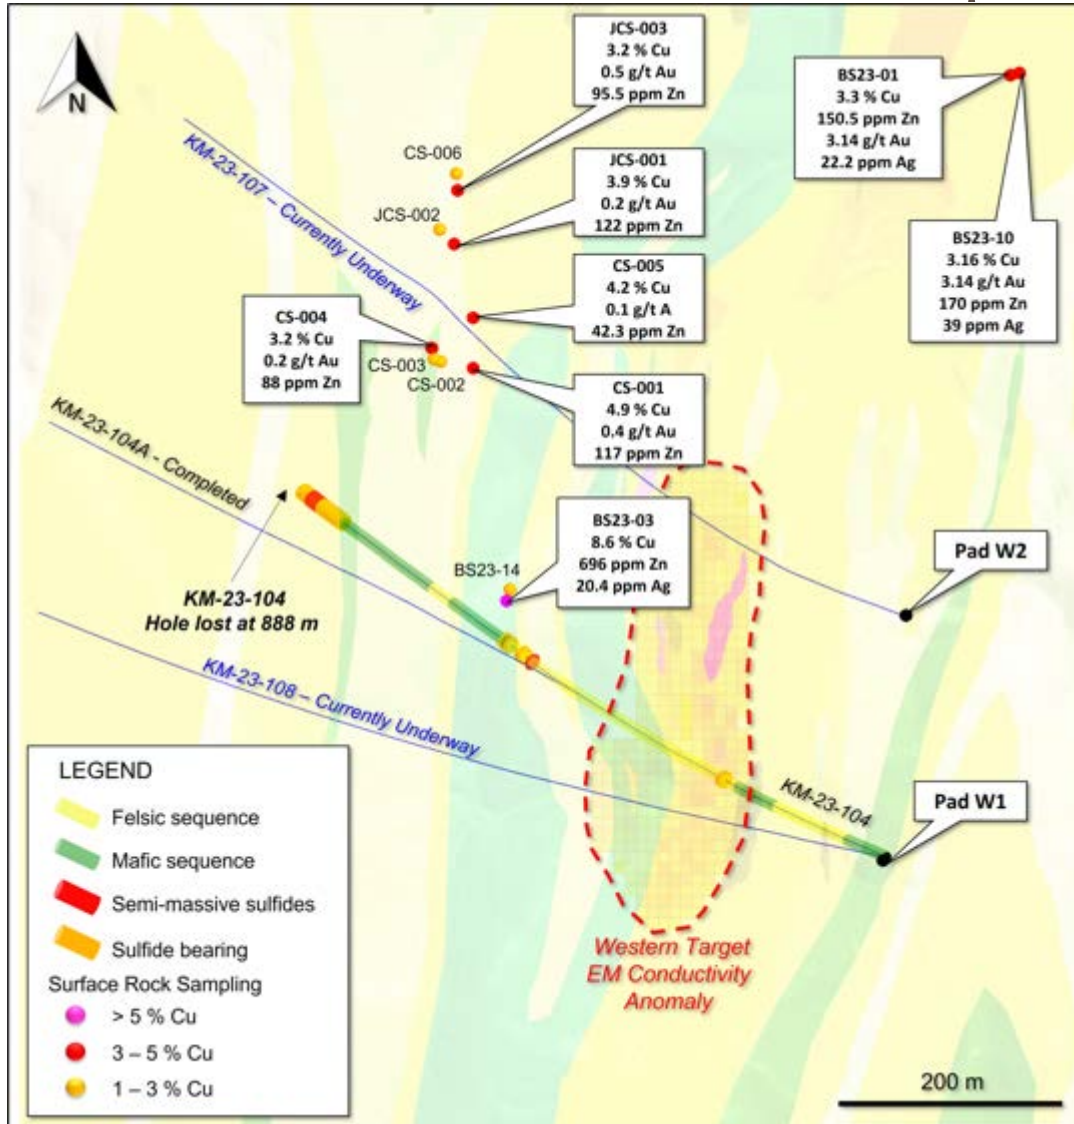 JCS-003
3.2 % Cu
0.5 g/t Au
95.5 ppm Zn
BS23-01
3.3 % Cu
150.5 ppm Zn
3.14 g/t Au
22.2 ppm Ag
N
KM-23-107 – Currently Underway
CS-006
JCS-001
3.9 % Cu
0.2 g/t Au
122 ppm Zn
JCS-002
BS23-10
3.16 % Cu
3.14 g/t Au
170 ppm Zn
39 ppm Ag
CS-005
4.2 % Cu
0.1 g/t A
42.3 ppm Zn
CS-004
3.2 % Cu
0.2 g/t Au
88 ppm Zn
CS-003
CS-002
CS-001
4.9 % Cu
0.4 g/t Au
117 ppm Zn
KM-23-104A - Completed
BS23-03
8.6 % Cu
696 ppm Zn
20.4 ppm Ag
BS23-14
Pad W2
KM-23-104
Hole lost at 888 m
KM-23-108 – Currently Underway
KM-23-104
Pad W1
LEGEND
Felsic sequence
Mafic sequence
Semi-massive sulfides
Sulfide bearing
Surface Rock Sampling
> 5 % Cu
3 – 5 % Cu
1 – 3 % Cu
Western Target
EM Conductivity
Anomaly
200 m